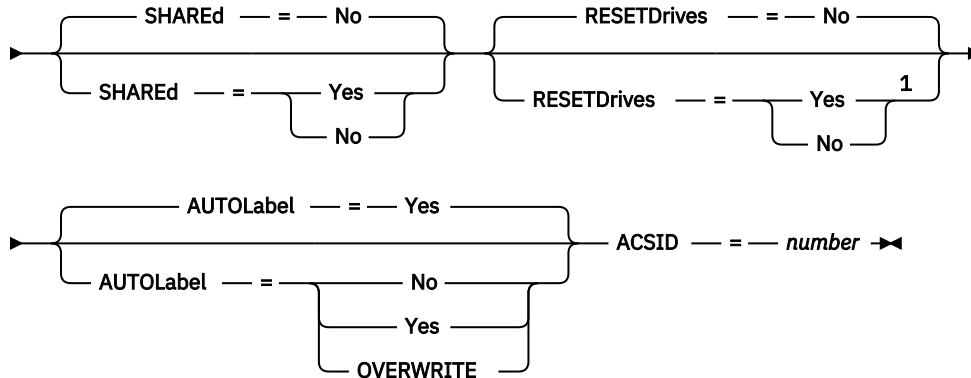 SHAREd = No RESETDrives = No
SHAREd = Yes RESETDrives = Yes 1
No No
AUTOLabel = Yes
ACSID = number
AUTOLabel = No
Yes
OVERWRITE